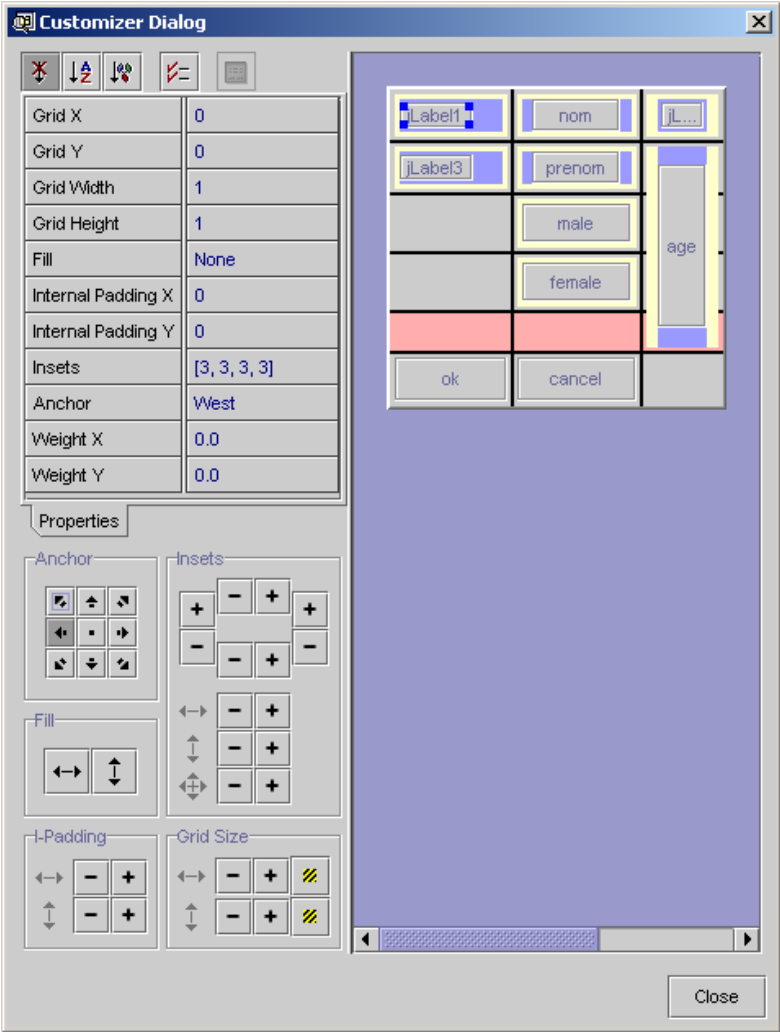 Customizer Dialog
Grid X 0
Grid Y 0
Grid Width 1
Grid Height 1
Fill None
Internal Padding X 0
Internal Padding Y 0
Insets [3, 3, 3, 3]
Anchor West
Weight X 0.0
Weight Y 0.0
Properties
jLabel1 nom jL...
jLabel3 prenom
male
age
female
ok cancel
Anchor Insets
Fill
I-Padding Grid Size
Close